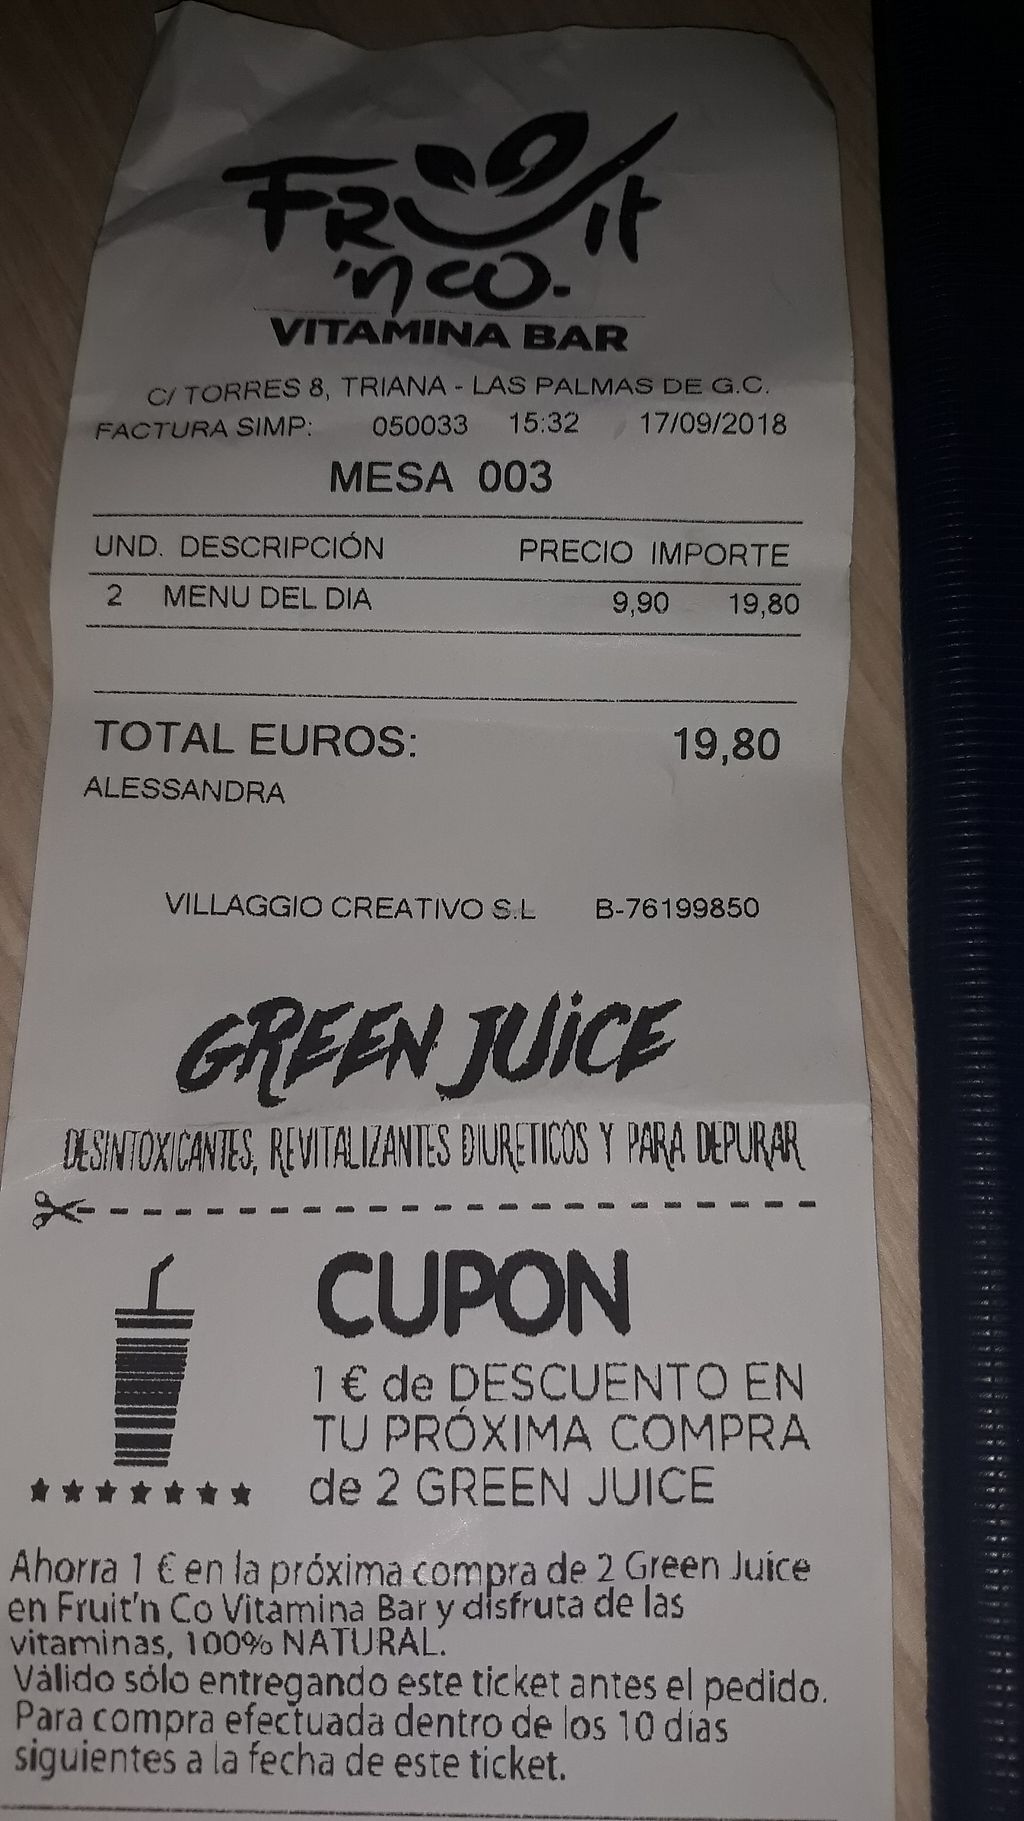 FRUit
'n CO.
VITAMINA BAR
C/ TORRES 8, TRIANA - LAS PALMAS DE G.C.
FACTURA SIMP: 050033 15:32 17/09/2018
MESA 003
UND. DESCRIPCIÓN PRECIO IMPORTE
2 MENU DEL DIA 9,90 19,80
TOTAL EUROS: 19,80
ALESSANDRA
VILLAGGIO CREATIVO S.L B-76199850
GREEN JUiCE
DESINTOXICANTES, REVITALIZANTES DIURETICOS Y PARA DEPURAR
CUPON
1 € de DESCUENTO EN
TU PRÓXIMA COMPRA
de 2 GREEN JUICE
Ahorra 1 € en la próxima compra de 2 Green Juice
en Fruit'n Co Vitamina Bar y disfruta de las
vitaminas, 100% NATURAL.
Válido sólo entregando este ticket antes el pedido.
Para compra efectuada dentro de los 10 días
siguientes a la fecha de este ticket.